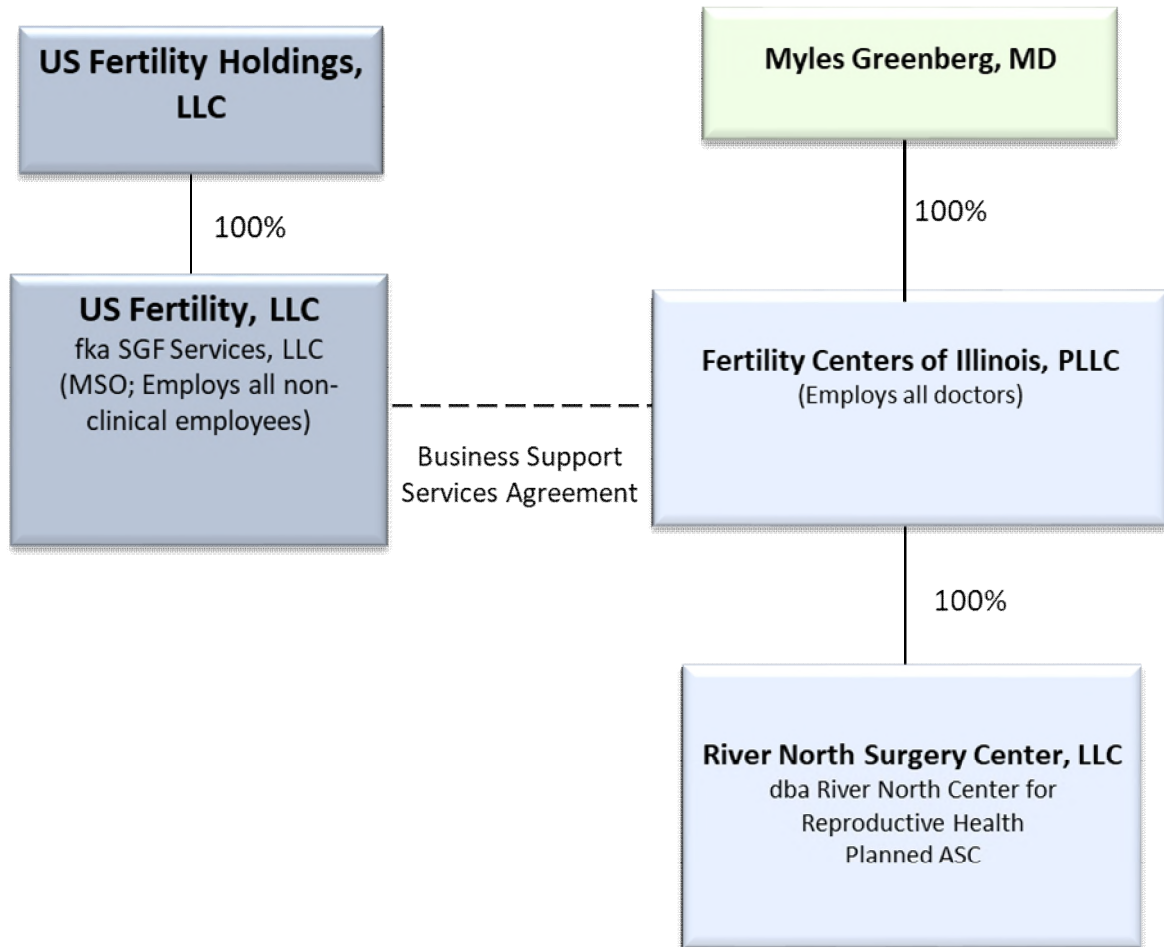 US Fertility Holdings,
LLC
100%
US Fertility, LLC
fka SGF Services, LLC
(MSO; Employs all non-
clinical employees)
Business Support
Services Agreement
Myles Greenberg, MD
100%
Fertility Centers of Illinois, PLLC
(Employs all doctors)
100%
River North Surgery Center, LLC
dba River North Center for
Reproductive Health
Planned ASC